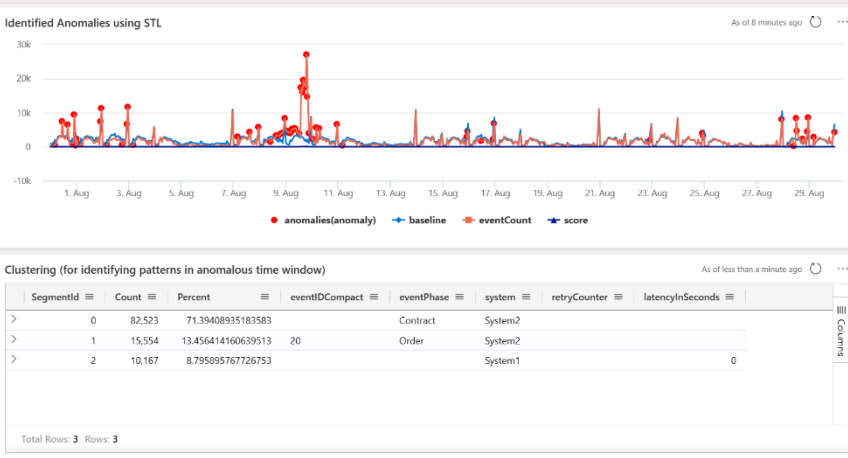 Identified Anomalies using STL
As of 8 minutes ago
30k
20k
10k
0
-10k
1. Aug 3. Aug 5. Aug 7. Aug 9. Aug 11. Aug 13. Aug 15. Aug 17. Aug 19. Aug 21. Aug 23. Aug 25. Aug 27. Aug 29. Aug
anomalies(anomaly) baseline eventCount score
Clustering (for identifying patterns in anomalous time window)
As of less than a minute ago
SegmentId Count Percent eventIDCompact eventPhase system retryCounter latencyInSeconds
0 82,523 71.39408935183583 Contract System2
1 15,554 13.456414160639513 20 Order System2
2 10,167 8.795895767726753 System1 0
Columns
Total Rows: 3 Rows: 3